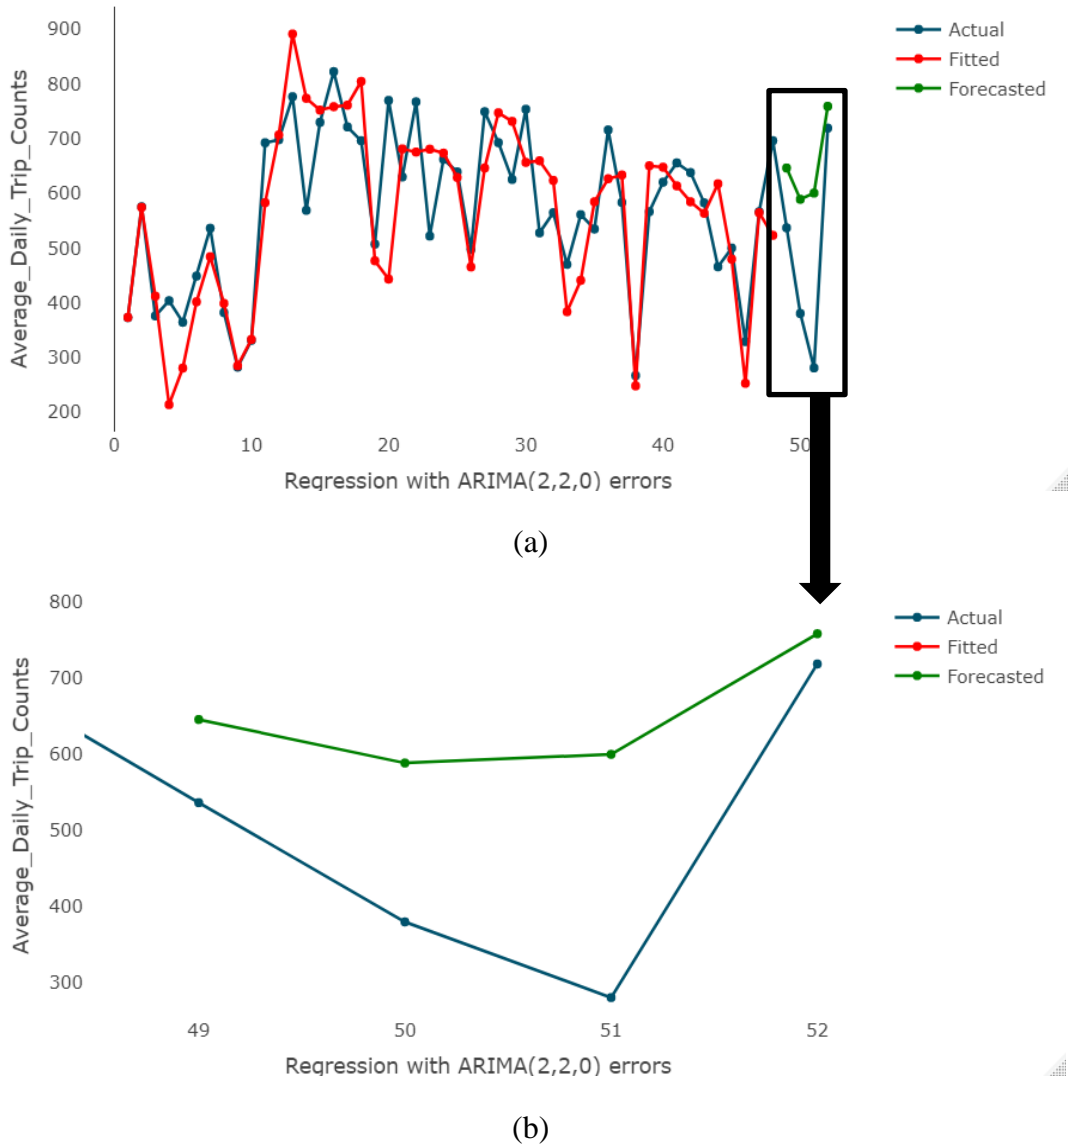 900
800
700
600
500
400
300
200
Average_Daily_Trip_Counts
0 10 20 30 40 50
Regression with ARIMA(2,2,0) errors
Actual
Fitted
Forecasted
(a)
800
700
600
500
400
300
Average_Daily_Trip_Counts
49 50 51 52
Regression with ARIMA(2,2,0) errors
Actual
Fitted
Forecasted
(b)